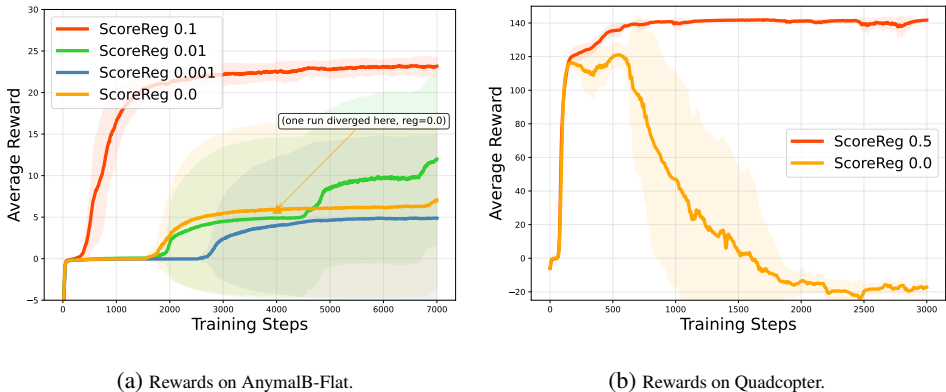 ScoreReg 0.1
ScoreReg 0.01
ScoreReg 0.001
ScoreReg 0.0
(one run diverged here, reg=0.0)
Average Reward
30
25
20
15
10
5
0
−5
0 1000 2000 3000 4000 5000 6000 7000
Training Steps
(a) Rewards on AnymalB-Flat.
ScoreReg 0.5
ScoreReg 0.0
Average Reward
140
120
100
80
60
40
20
0
−20
0 500 1000 1500 2000 2500 3000
Training Steps
(b) Rewards on Quadcopter.